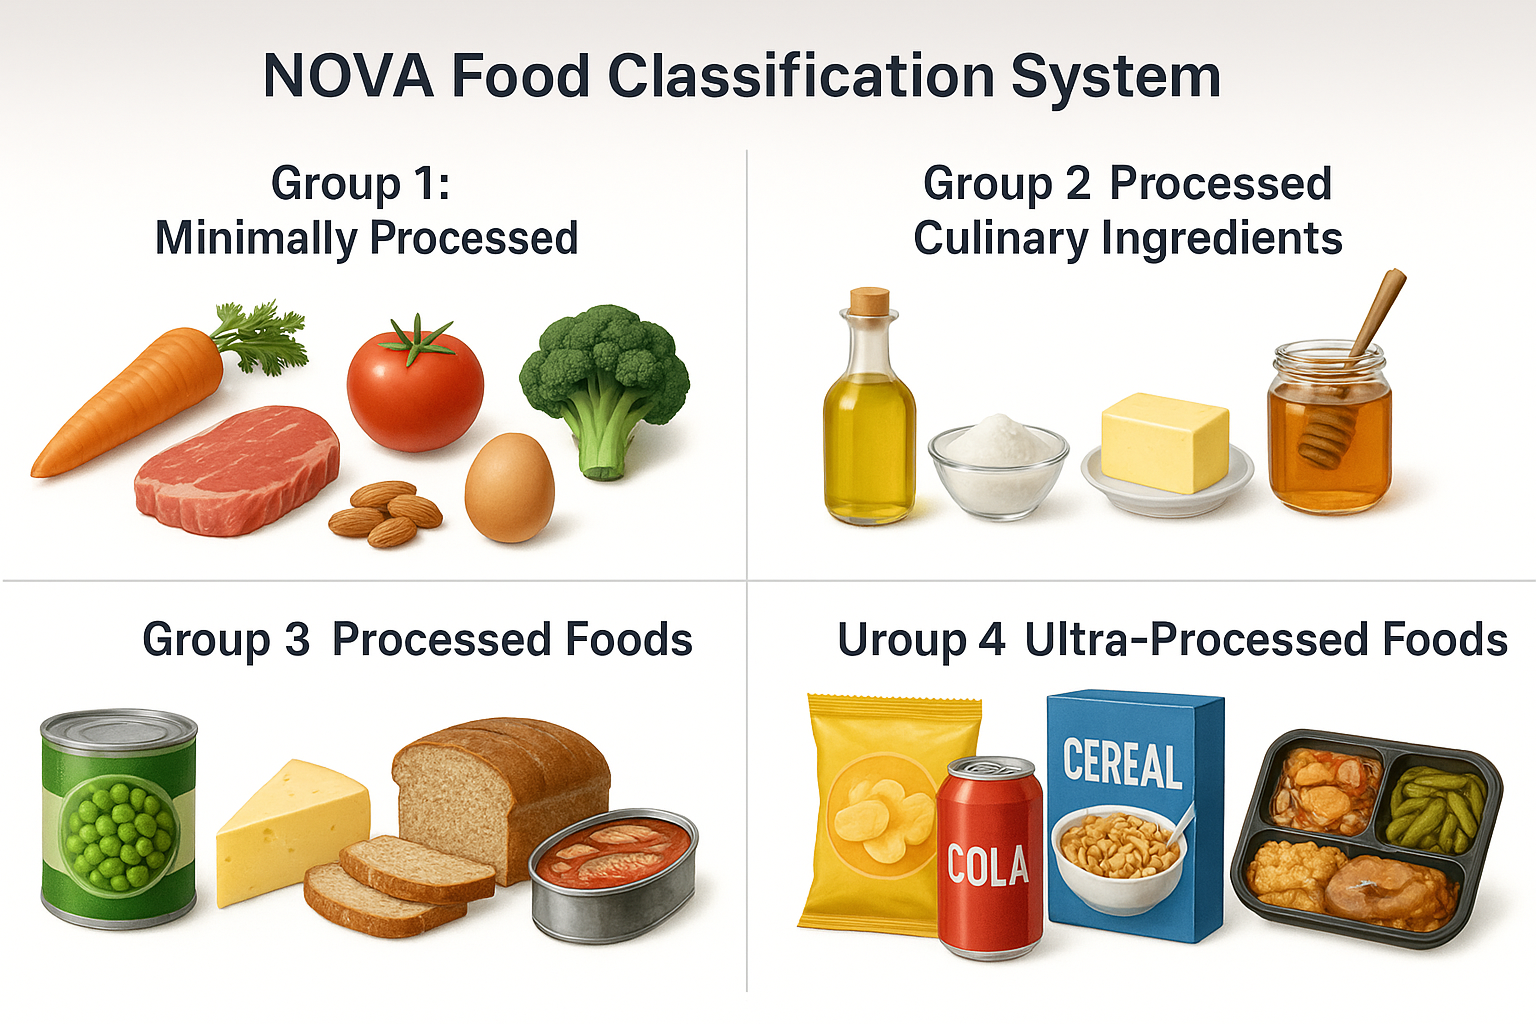 NOVA Food Classification System
Group 1:
Minimally Processed
Group 2 Processed
Culinary Ingredients
Group 3 Processed Foods
Uroup 4 Ultra-Processed Foods
CEREAL
COLA